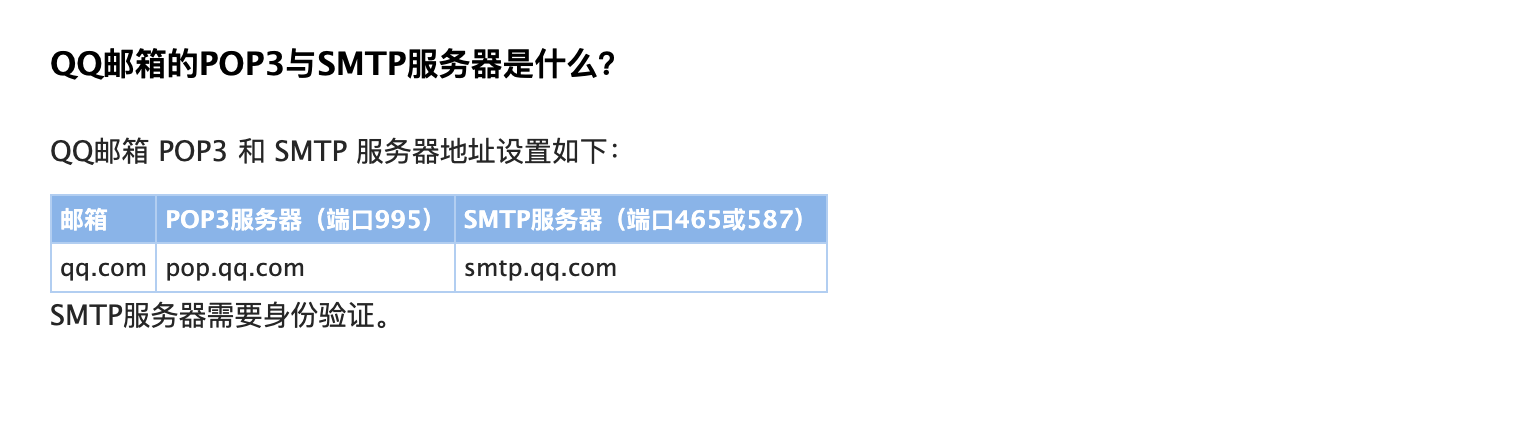 QQ邮箱的POP3与SMTP服务器是什么?
QQ邮箱 POP3 和 SMTP 服务器地址设置如下：
邮箱 POP3服务器（端口995） SMTP服务器（端口465或587）
qq.com pop.qq.com smtp.qq.com
SMTP服务器需要身份验证。